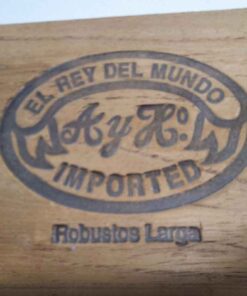 EL REY DEL MUNDO
A y Ho.
IMPORTED
Robustos Larga